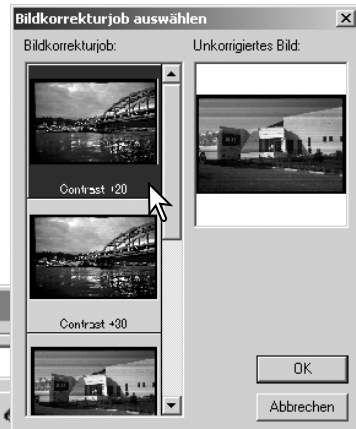 Bildkorrekturjob auswählen
Bildkorrekturjob:
Unkorrigiertes Bild:
Contrast +20
Contrast +30
OK
Abbrechen